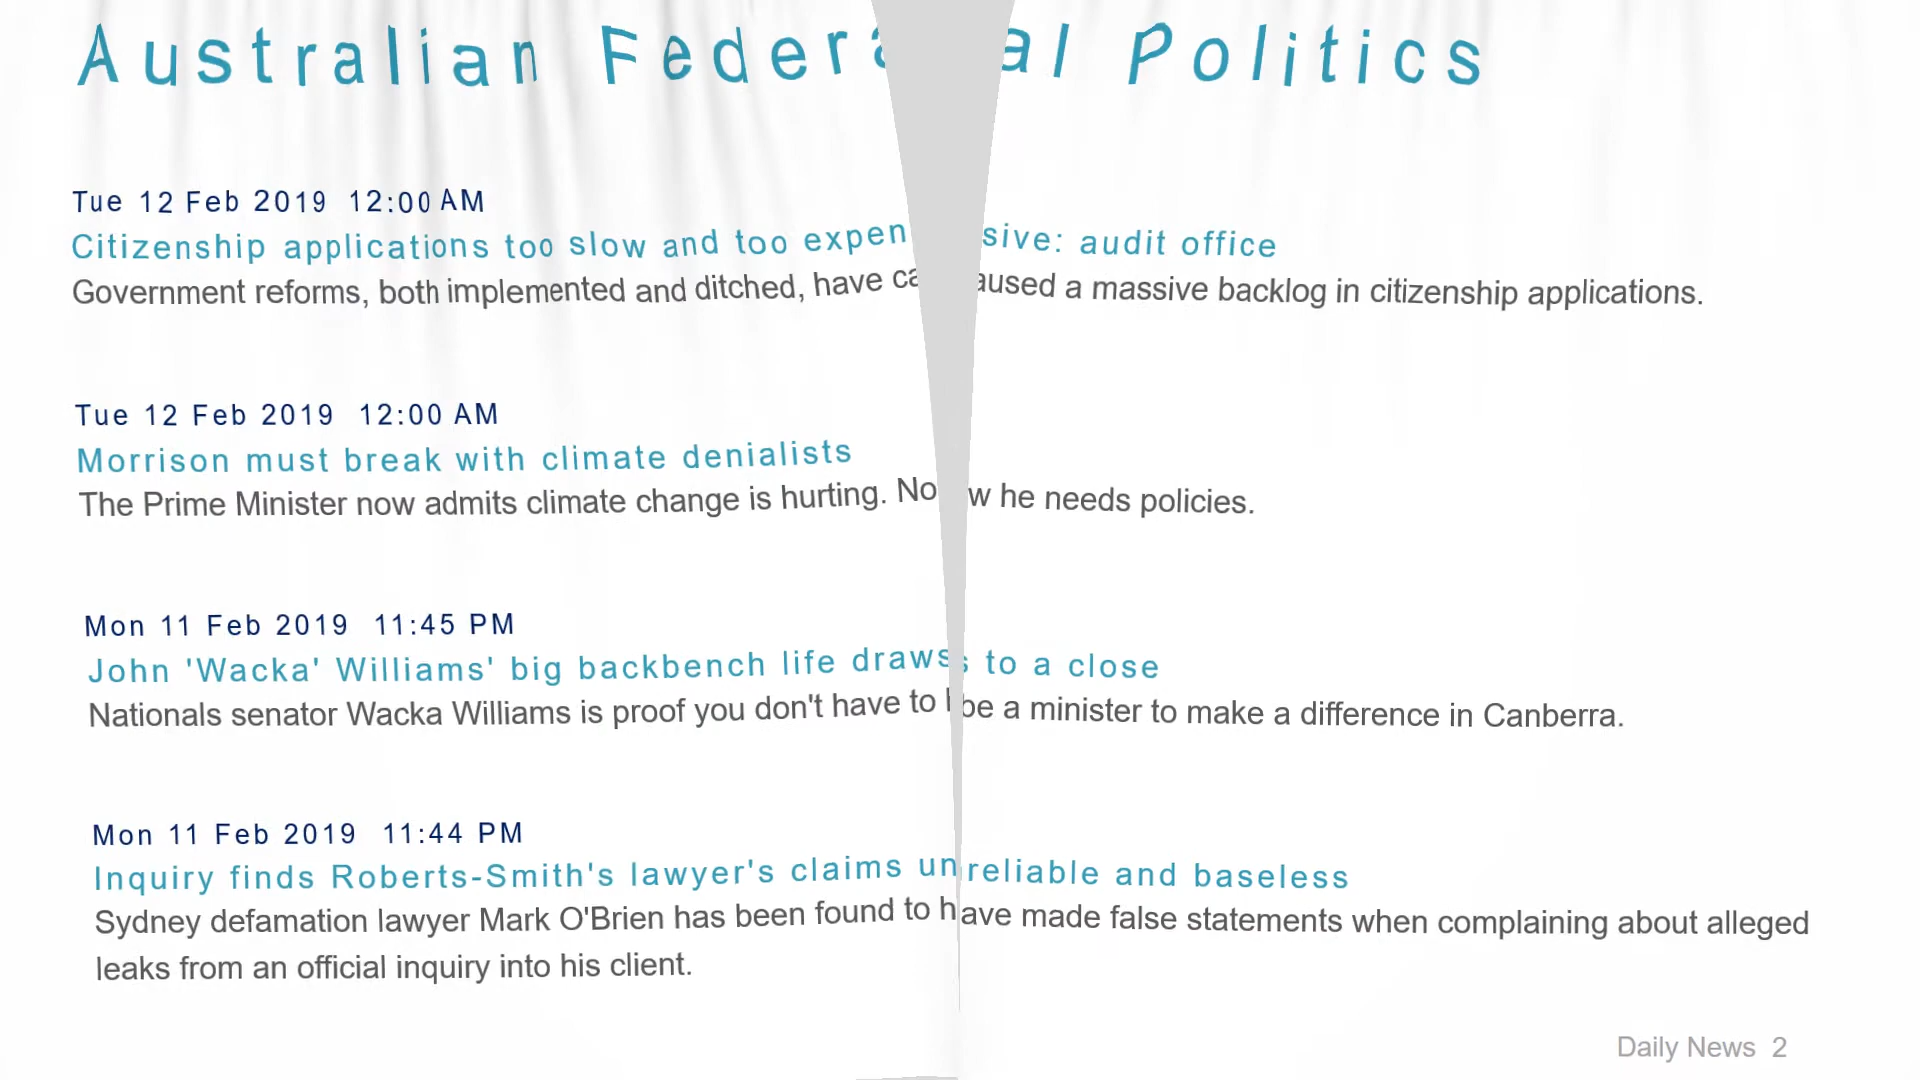 Australian Federal Politics
Tue 12 Feb 2019 12:00 AM
Citizenship applications too slow and too expensive: audit office
Government reforms, both implemented and ditched, have caused a massive backlog in citizenship applications.
Tue 12 Feb 2019 12:00 AM
Morrison must break with climate denialists
The Prime Minister now admits climate change is hurting. Now he needs policies.
Mon 11 Feb 2019 11:45 PM
John 'Wacka' Williams' big backbench life draws to a close
Nationals senator Wacka Williams is proof you don't have to be a minister to make a difference in Canberra.
Mon 11 Feb 2019 11:44 PM
Inquiry finds Roberts-Smith's lawyer's claims unreliable and baseless
Sydney defamation lawyer Mark O'Brien has been found to have made false statements when complaining about alleged
leaks from an official inquiry into his client.
Daily News 2